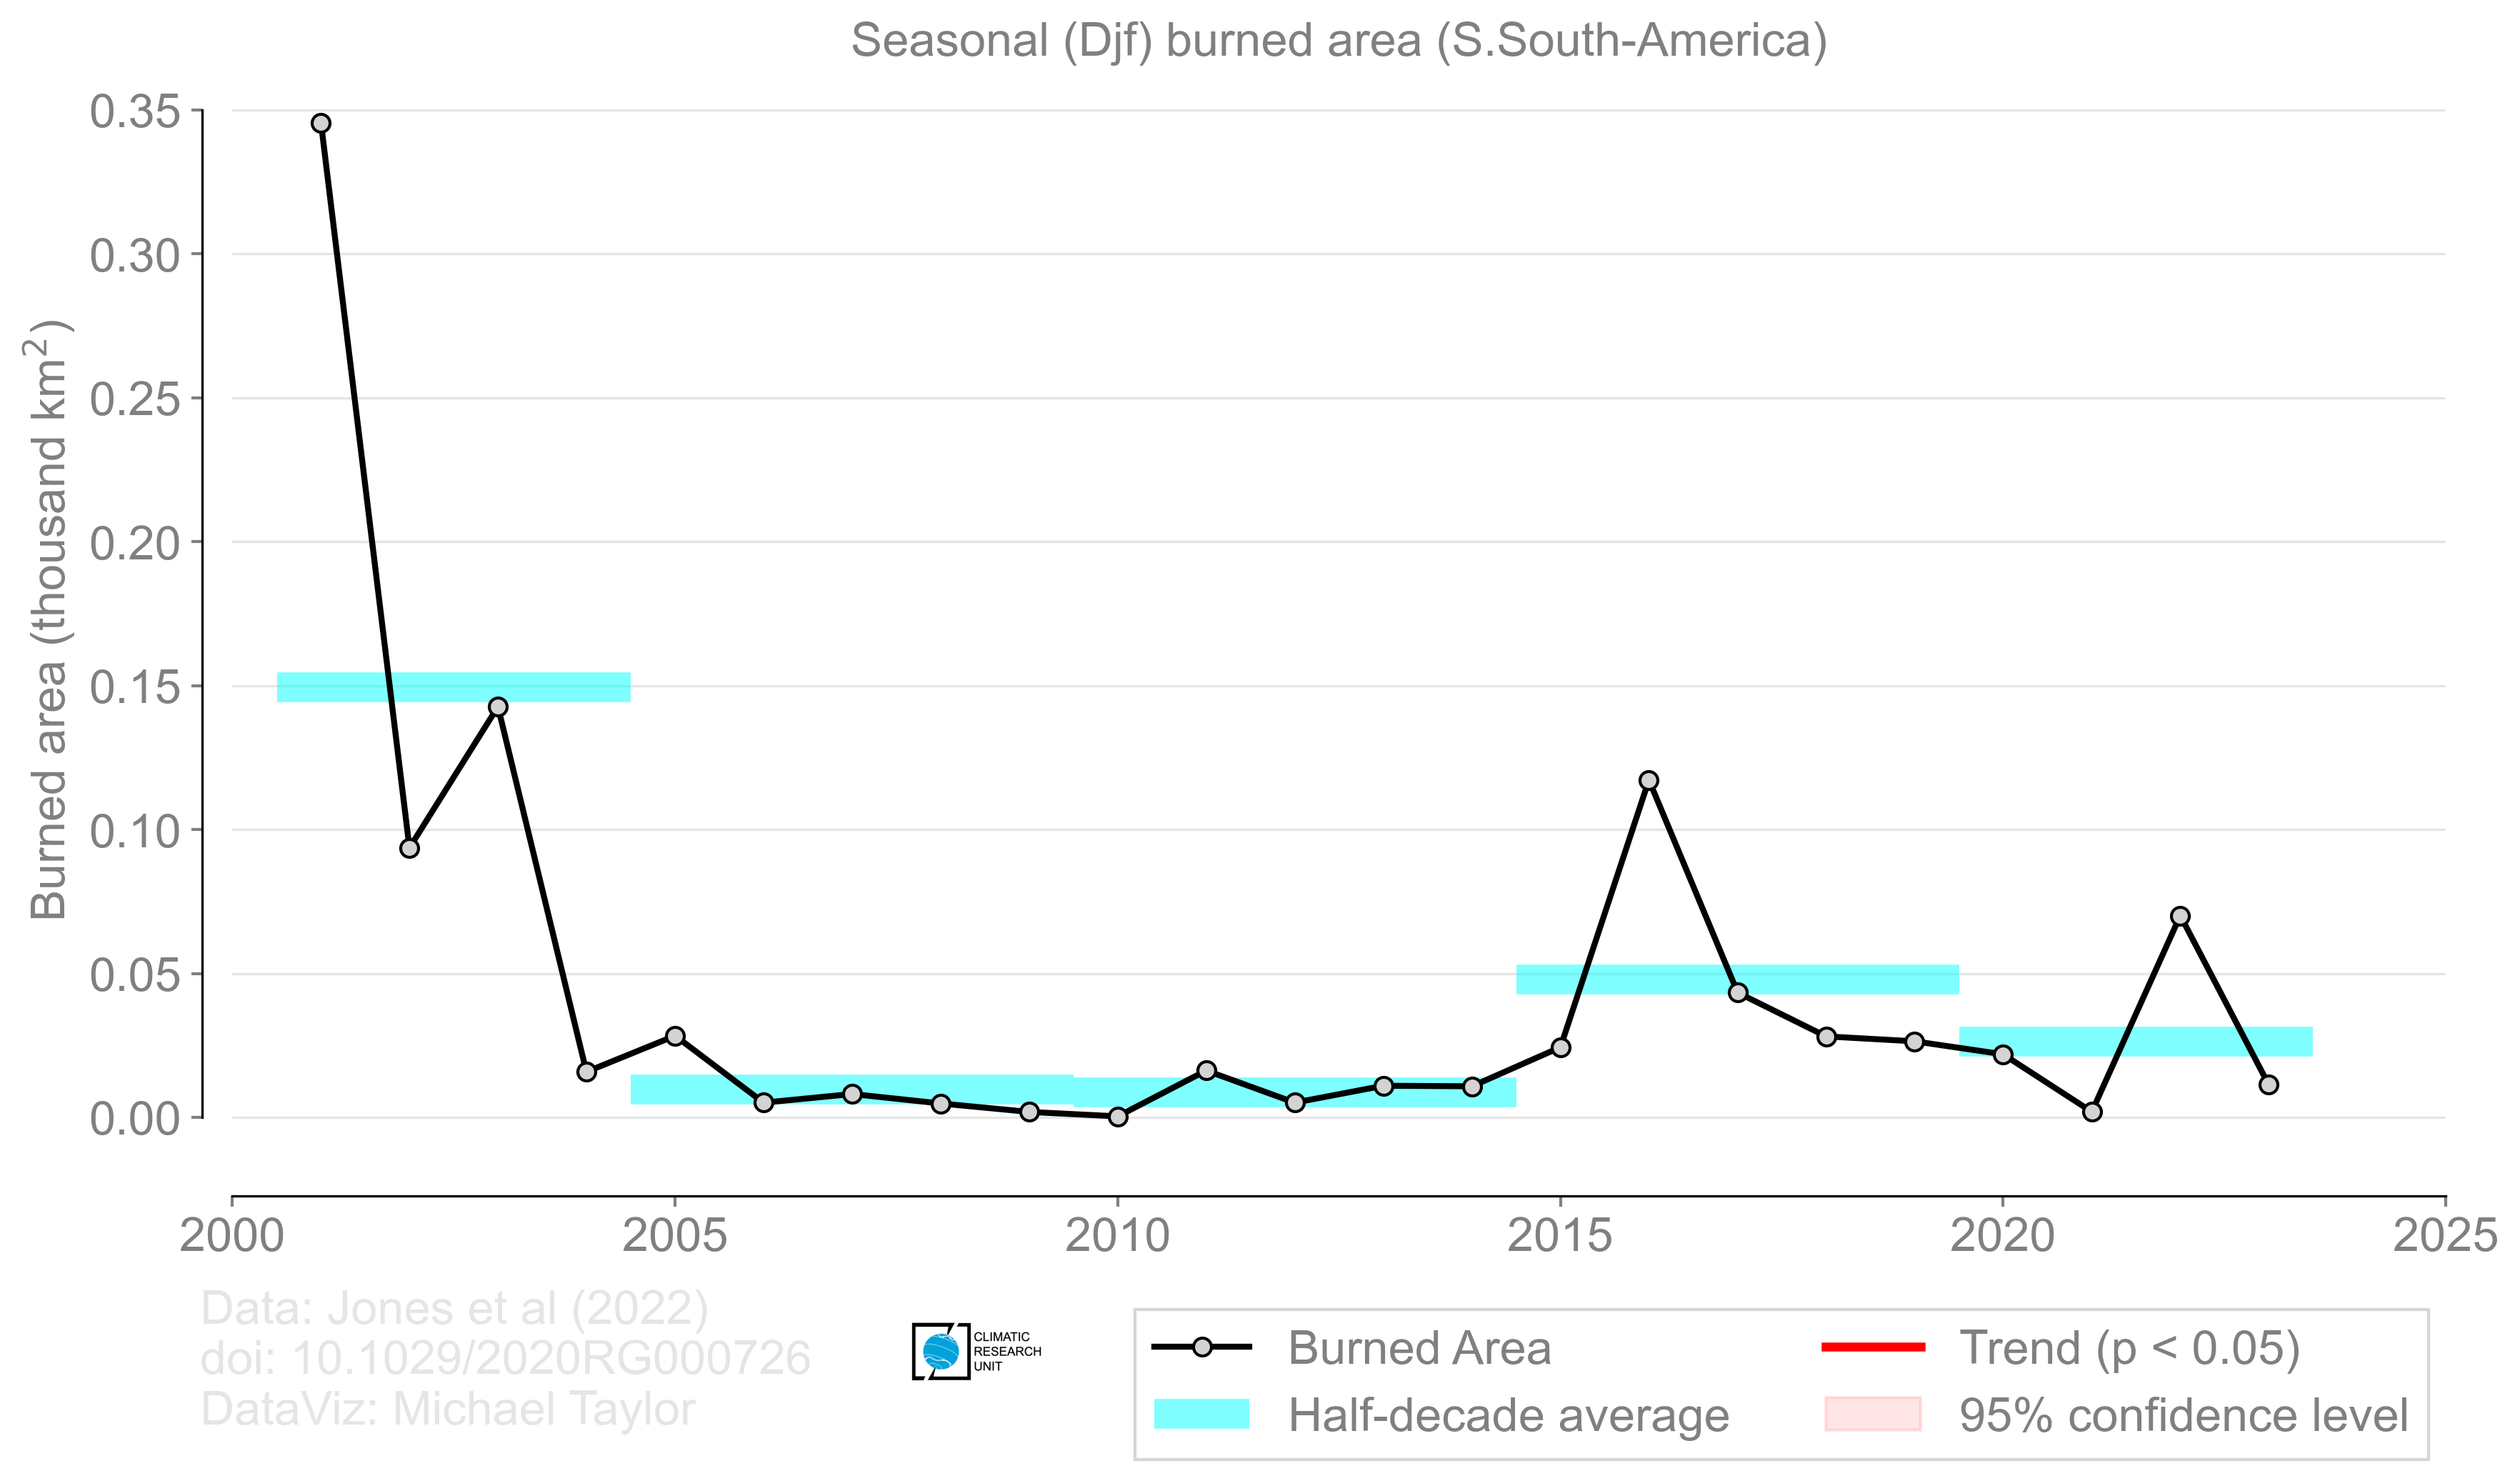 Seasonal (Djf) burned area (S.South-America)
Burned area (thousand km²)
0.35
0.30
0.25
0.20
0.15
0.10
0.05
0.00
2000 2005 2010 2015 2020 2025
Data: Jones et al (2022)
doi: 10.1029/2020RG000726
DataViz: Michael Taylor
CLIMATIC
RESEARCH
UNIT
Burned Area
Half-decade average
Trend (p < 0.05)
95% confidence level